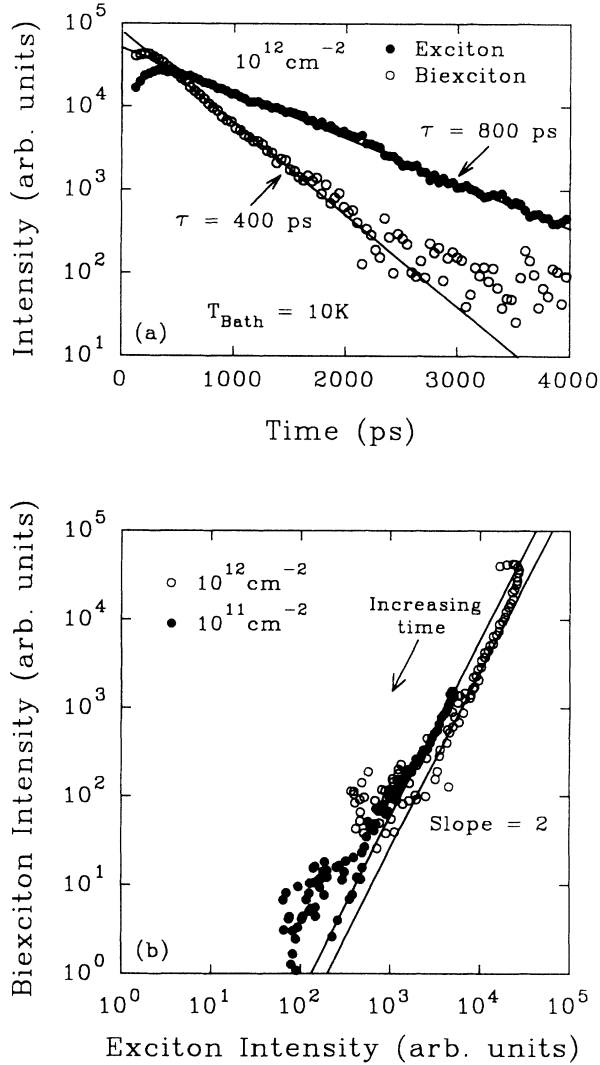 10^5
10^4
10^3
10^2
10^1
Intensity (arb. units)
10^12 cm^-2
● Exciton
○ Biexciton
τ = 800 ps
τ = 400 ps
T_Bath = 10K
(a)
0 1000 2000 3000 4000
Time (ps)
10^5
10^4
10^3
10^2
10^1
10^0
Biexciton Intensity (arb. units)
○ 10^12 cm^-2
● 10^11 cm^-2
Increasing
time
Slope = 2
(b)
10^0 10^1 10^2 10^3 10^4 10^5
Exciton Intensity (arb. units)